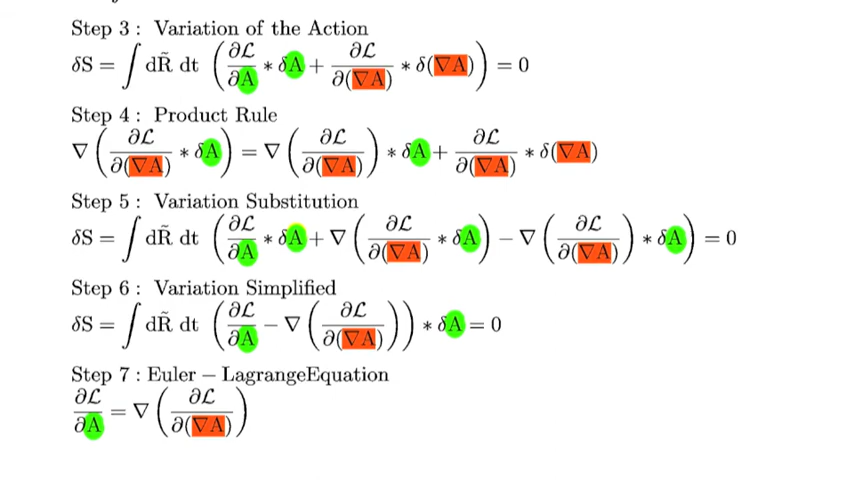 Step 3 : Variation of the Action
δS = ∫ dR̃ dt (∂ℒ/∂A * δA + ∂ℒ/∂(∇A) * δ(∇A)) = 0
Step 4 : Product Rule
∇(∂ℒ/∂(∇A) * δA) = ∇(∂ℒ/∂(∇A)) * δA + ∂ℒ/∂(∇A) * δ(∇A)
Step 5 : Variation Substitution
δS = ∫ dR̃ dt (∂ℒ/∂A * δA + ∇(∂ℒ/∂(∇A) * δA) − ∇(∂ℒ/∂(∇A)) * δA) = 0
Step 6 : Variation Simplified
δS = ∫ dR̃ dt (∂ℒ/∂A − ∇(∂ℒ/∂(∇A))) * δA = 0
Step 7 : Euler − LagrangeEquation
∂ℒ/∂A = ∇(∂ℒ/∂(∇A))